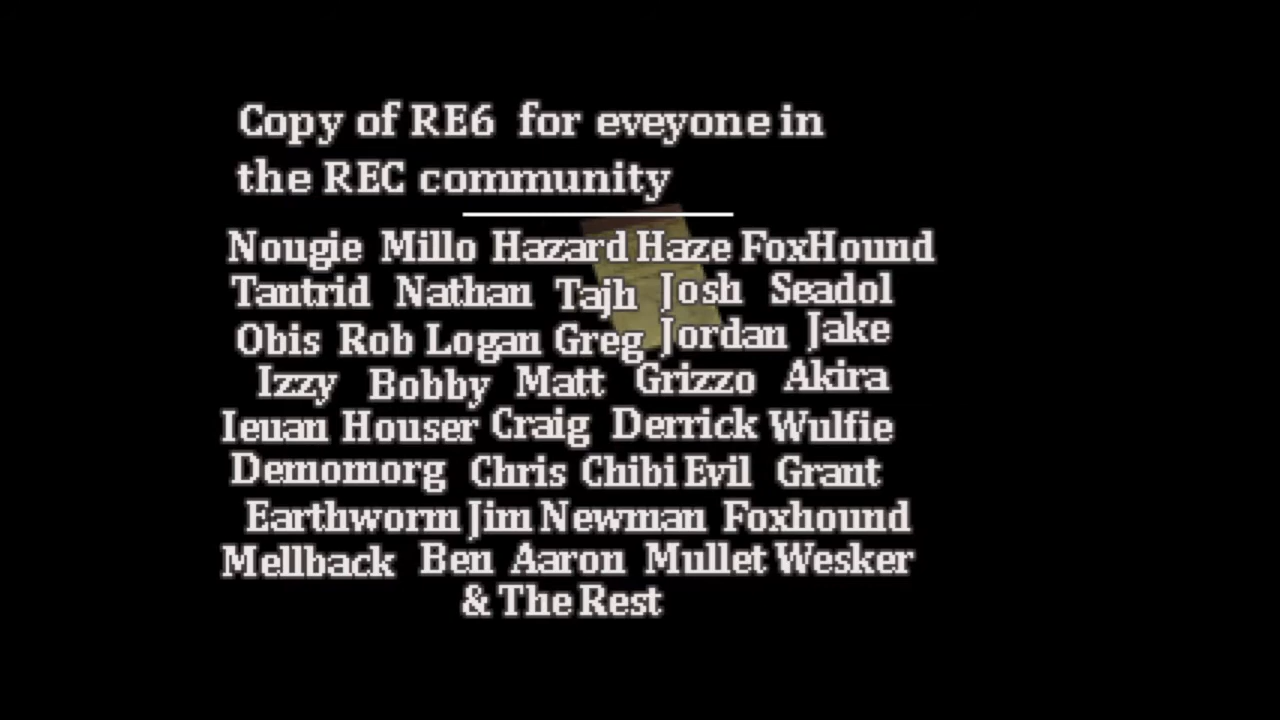 Copy of RE6 for eveyone in
the REC community
Nougie Millo Hazard Haze FoxHound
Tantrid Nathan Tajh Josh Seadol
Obis Rob Logan Greg Jordan Jake
Izzy Bobby Matt Grizzo Akira
Ieuan Houser Craig Derrick Wulfie
Demomorg Chris Chibi Evil Grant
Earthworm Jim Newman Foxhound
Mellback Ben Aaron Mullet Wesker
& The Rest